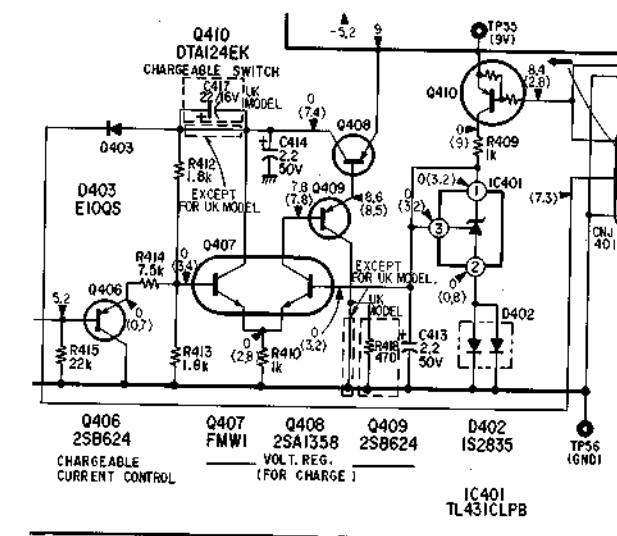 Q410
DTA124EK
CHARGEABLE SWITCH
C417
22/16V
UK
MODEL
-5,2
9
TP35
(9V)
Q410
8,4
(2,8)
0
(7,4)
Q408
0
(9)
R409
1k
D403
R412
1.8k
C414
2.2
50V
EXCEPT
FOR UK MODEL
D403
E10QS
7,8
(7,8)
Q409
8,6
(8,5)
0(3,2)
1
IC401
0
(3,2)
3
(7,3)
CNJ
401
R414
7.5k
0
(3,4)
Q407
EXCEPT
FOR UK MODEL.
2
0
(0,8)
5,2
Q406
0
(0,7)
UK
MODEL
0
(3,2)
D402
R415
22k
R413
1.8k
0
(2,8)
R410
1k
R418
470
C413
2.2
50V
Q406
2SB624
Q407
FMW1
Q408
2SA1358
Q409
2SB624
D402
1S2835
TP56
(GND)
CHARGEABLE
CURRENT CONTROL
VOLT. REG.
(FOR CHARGE)
IC401
TL431CLPB